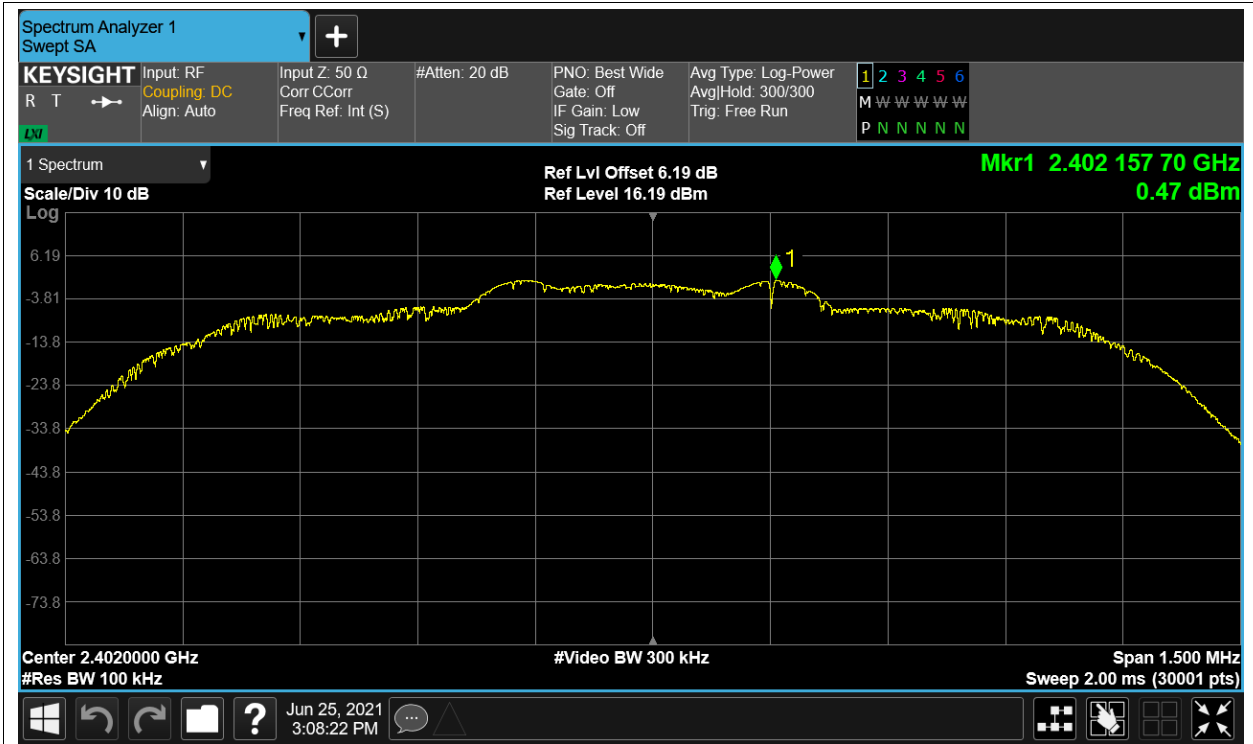 Spectrum Analyzer 1
Swept SA
KEYSIGHT
R T
LXI
Input: RF
Coupling: DC
Align: Auto
Input Z: 50 Ω
Corr CCorr
Freq Ref: Int (S)
#Atten: 20 dB
PNO: Best Wide
Gate: Off
IF Gain: Low
Sig Track: Off
Avg Type: Log-Power
Avg|Hold: 300/300
Trig: Free Run
1 2 3 4 5 6
M W W W W W
P N N N N N
1 Spectrum
Scale/Div 10 dB
Log
Ref Lvl Offset 6.19 dB
Ref Level 16.19 dBm
Mkr1 2.402 157 70 GHz
0.47 dBm
1
6.19
-3.81
-13.8
-23.8
-33.8
-43.8
-53.8
-63.8
-73.8
Center 2.4020000 GHz
#Res BW 100 kHz
#Video BW 300 kHz
Span 1.500 MHz
Sweep 2.00 ms (30001 pts)
?
Jun 25, 2021
3:08:22 PM